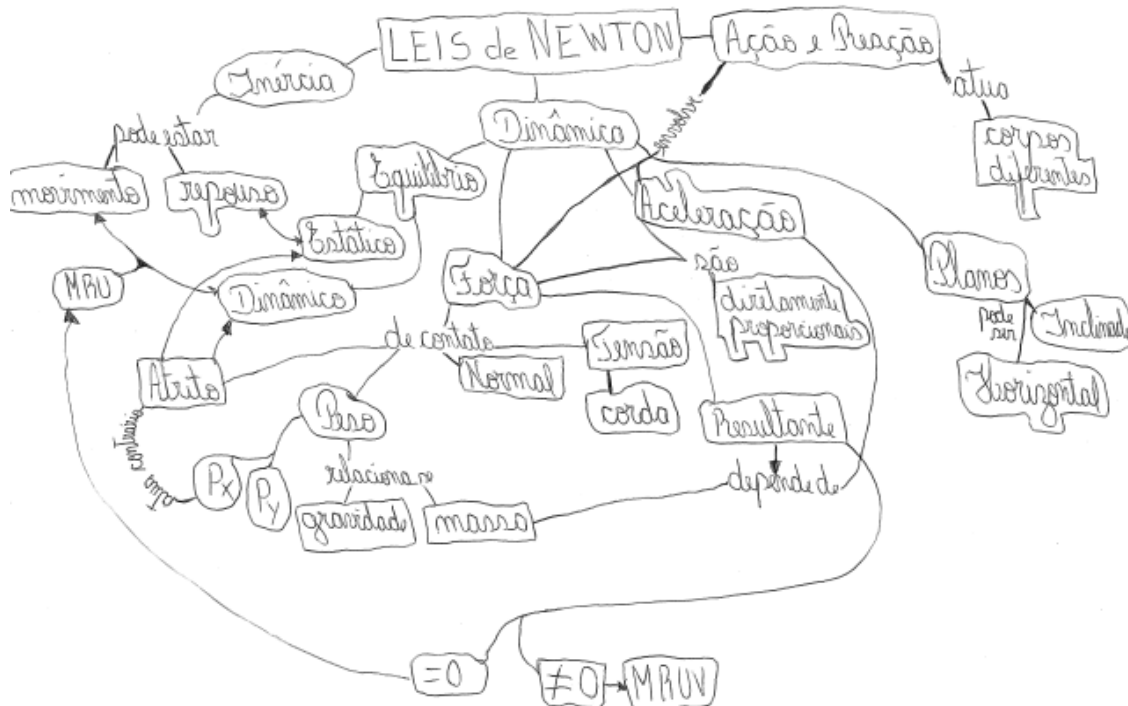 LEIS de NEWTON
Ação e Reação
Inércia
atua
Dinâmica
envolve
pode estar
corpos
diferentes
Equilíbrio
movimento
repouso
Aceleração
Estático
Planos
MRU
Dinâmico
Força
são
diretamente
proporcionais
pode
ser
Inclinado
de contato
Tensão
Atrito
Normal
Horizontal
corda
Peso
Resultante
atua contrário
Px
Py
relaciona se
depende de
gravidade
massa
=0
≠0
MRUV